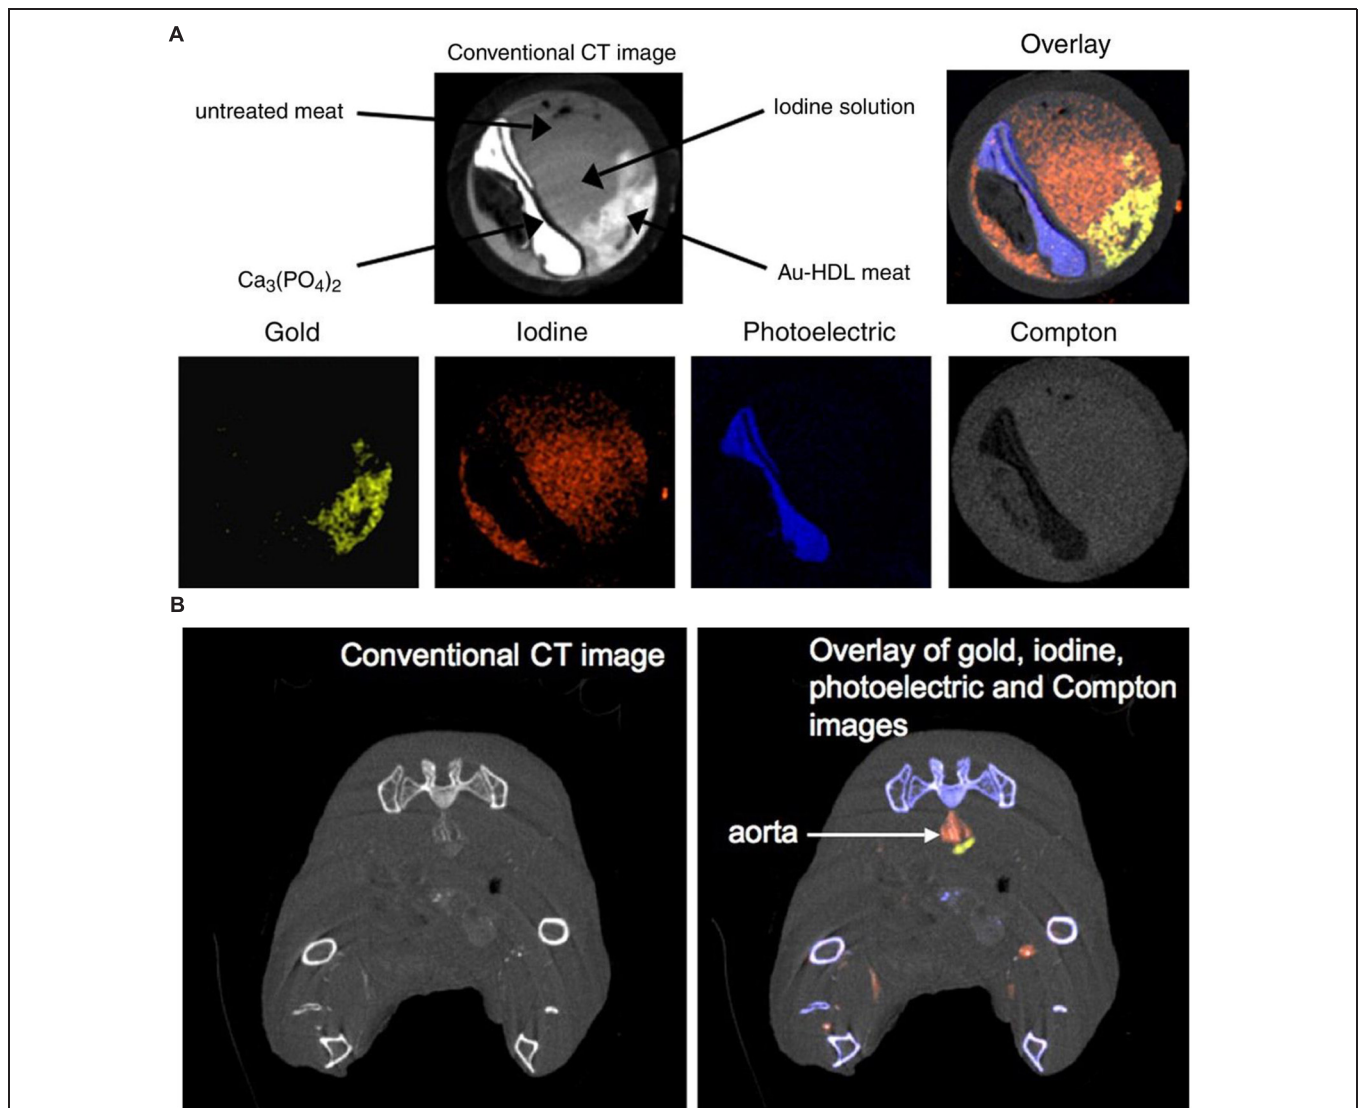 A
Conventional CT image
Overlay
untreated meat
Iodine solution
Ca3(PO4)2
Au-HDL meat
Gold
Iodine
Photoelectric
Compton
B
Conventional CT image
Overlay of gold, iodine,
photoelectric and Compton
images
aorta